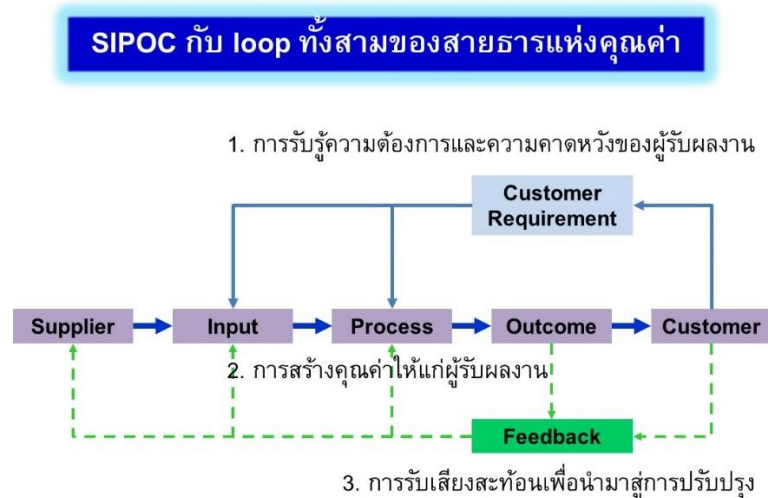 SIPOC กับ loop ทั้งสามของสายธารแห่งคุณค่า
1. การรับรู้ความต้องการและความคาดหวังของผู้รับผลงาน
Customer
Requirement
Supplier
Input
Process
Outcome
Customer
2. การสร้างคุณค่าให้แก่ผู้รับผลงาน
Feedback
3. การรับเสียงสะท้อนเพื่อนำมาสู่การปรับปรุง